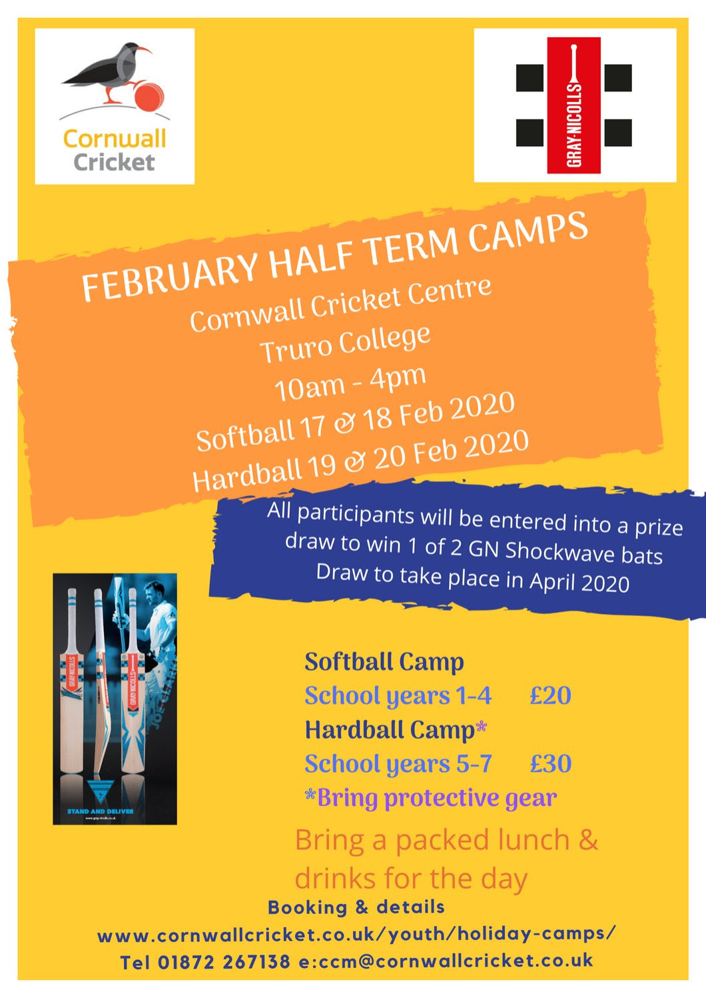 Cornwall
Cricket
GRAY-NICOLLS
FEBRUARY HALF TERM CAMPS
Cornwall Cricket Centre
Truro College
10am - 4pm
Softball 17 & 18 Feb 2020
Hardball 19 & 20 Feb 2020
All participants will be entered into a prize
draw to win 1 of 2 GN Shockwave bats
Draw to take place in April 2020
GRAY-NICOLLS
GRAY-NICOLLS
JOE CLARKE
STAND AND DELIVER
www.gray-nicolls.co.uk
Softball Camp
School years 1-4 £20
Hardball Camp*
School years 5-7 £30
*Bring protective gear
Bring a packed lunch &
drinks for the day
Booking & details
www.cornwallcricket.co.uk/youth/holiday-camps/
Tel 01872 267138 e:ccm@cornwallcricket.co.uk